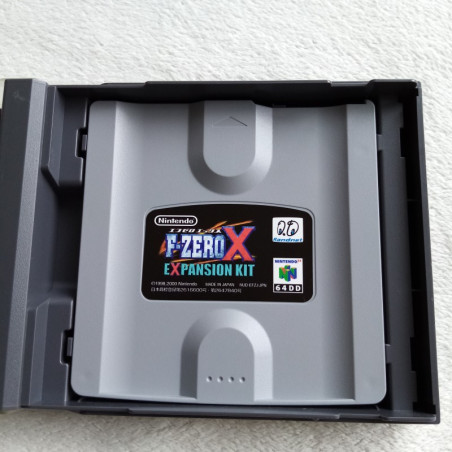 Nintendo
エフゼロエックス
F-ZERO X
EXPANSION KIT
Randnet
NINTENDO
64DD
©1998,2000 Nintendo MADE IN JAPAN